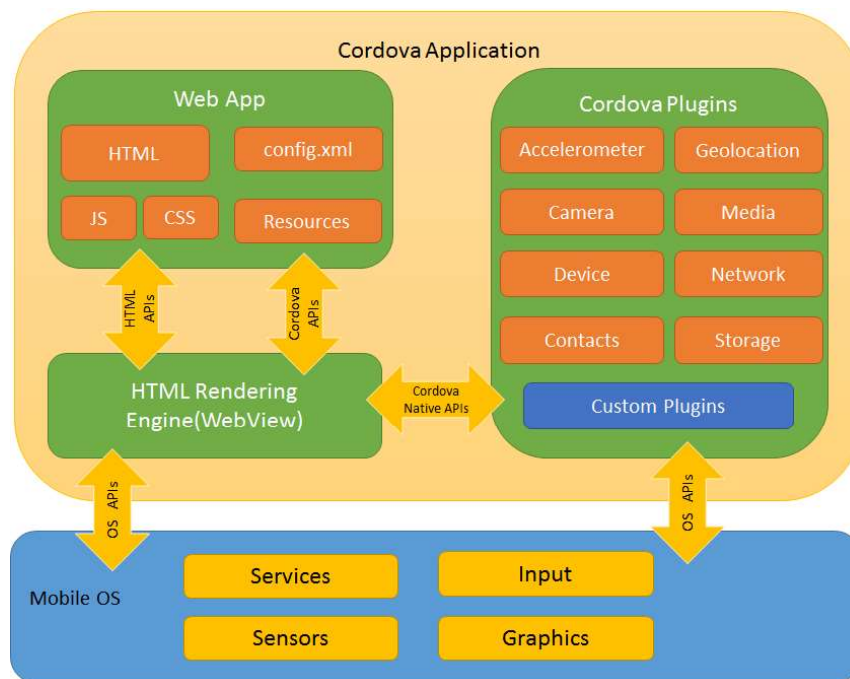 Cordova Application
Web App
HTML
config.xml
JS
CSS
Resources
HTML
APIs
Cordova
APIs
HTML Rendering
Engine(WebView)
Cordova
Native APIs
Cordova Plugins
Accelerometer
Geolocation
Camera
Media
Device
Network
Contacts
Storage
Custom Plugins
OS APIs
OS APIs
Mobile OS
Services
Input
Sensors
Graphics